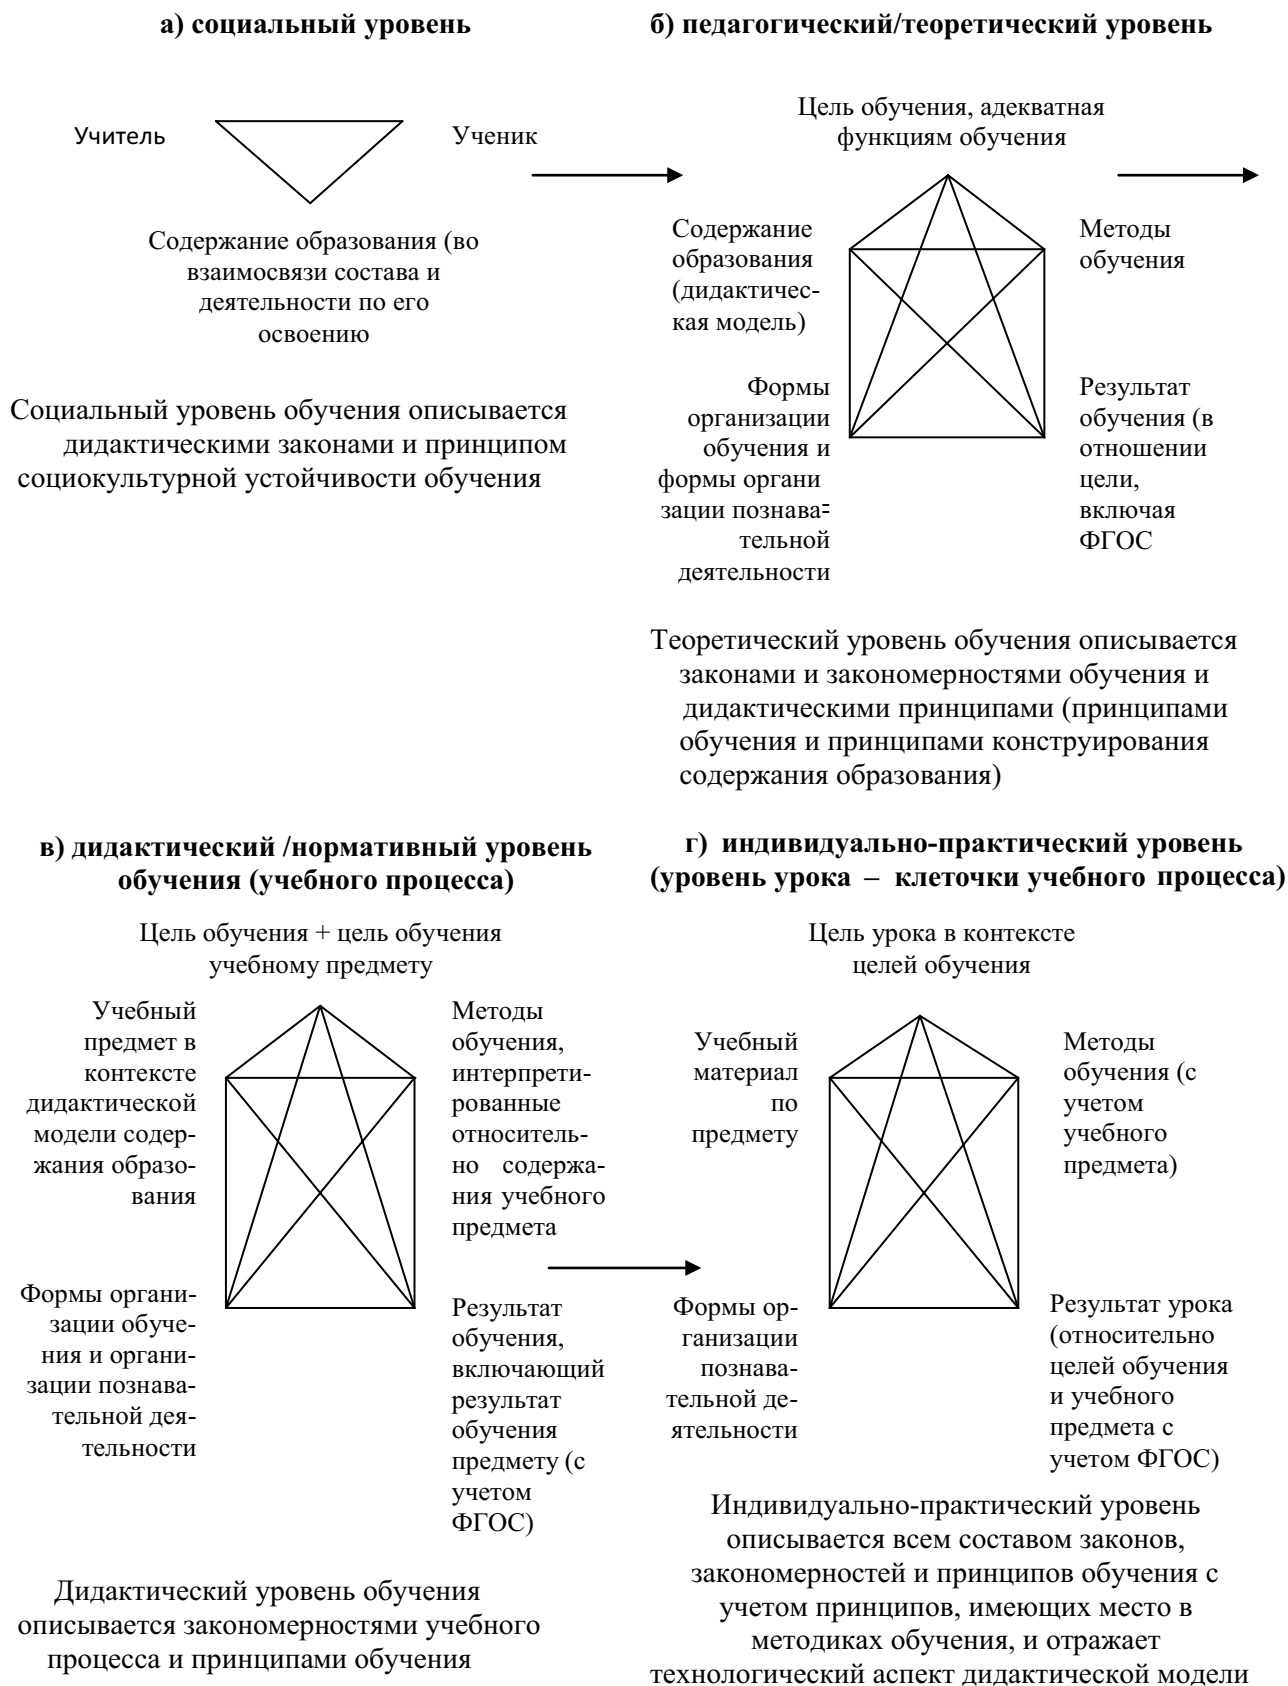 а) социальный уровень
Учитель
Ученик
Содержание образования (во
взаимосвязи состава и
деятельности по его
освоению
Социальный уровень обучения описывается
дидактическими законами и принципом
социокультурной устойчивости обучения
б) педагогический/теоретический уровень
Цель обучения, адекватная
функциям обучения
Содержание
образования
(дидактичес-
кая модель)
Методы
обучения
Формы
организации
обучения и
формы органи
зации познава-
тельной
деятельности
Результат
обучения (в
отношении
цели,
включая
ФГОС
Теоретический уровень обучения описывается
законами и закономерностями обучения и
дидактическими принципами (принципами
обучения и принципами конструирования
содержания образования)
в) дидактический /нормативный уровень
обучения (учебного процесса)
Цель обучения + цель обучения
учебному предмету
Учебный
предмет в
контексте
дидактической
модели содер-
жания образо-
вания
Методы
обучения,
интерпрети-
рованные
относитель-
но содержа-
ния учебного
предмета
Формы органи-
зации обуче-
ния и органи-
зации познава-
тельной дея-
тельности
Результат
обучения,
включающий
результат
обучения
предмету (с
учетом
ФГОС)
Дидактический уровень обучения
описывается закономерностями учебного
процесса и принципами обучения
г) индивидуально-практический уровень
(уровень урока – клеточки учебного процесса)
Цель урока в контексте
целей обучения
Учебный
материал
по
предмету
Методы
обучения (с
учетом
учебного
предмета)
Формы ор-
ганизации
познава-
тельной де-
ятельности
Результат урока
(относительно
целей обучения
и учебного
предмета с
учетом ФГОС)
Индивидуально-практический уровень
описывается всем составом законов,
закономерностей и принципов обучения с
учетом принципов, имеющих место в
методиках обучения, и отражает
технологический аспект дидактической модели